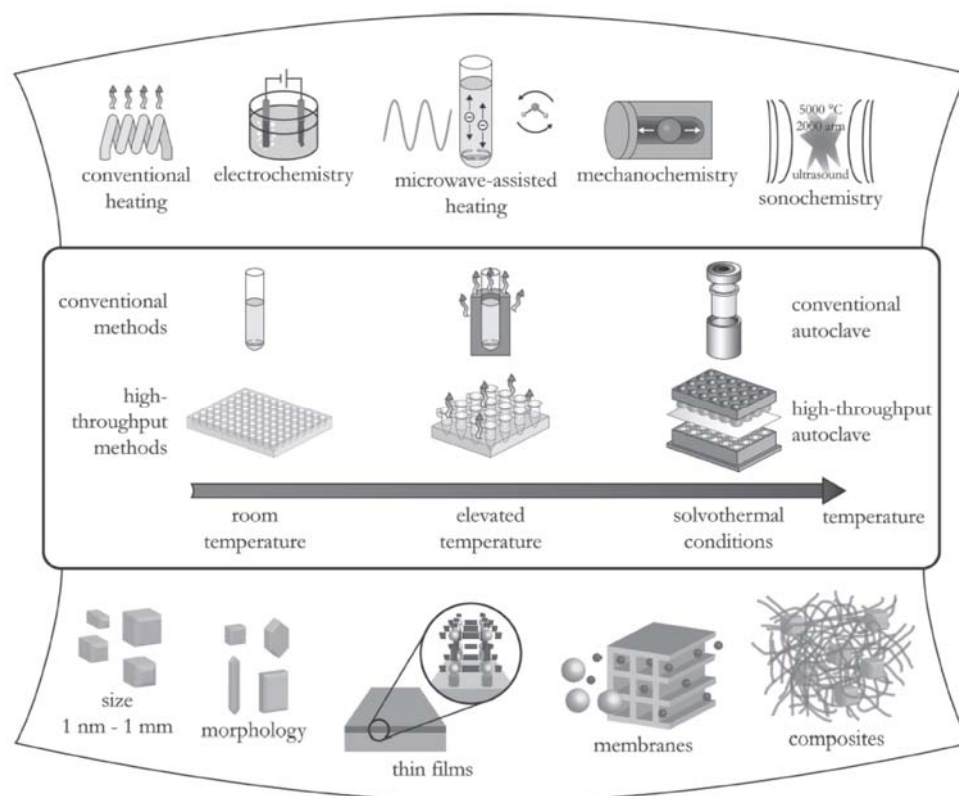 conventional
heating
electrochemistry
microwave-assisted
heating
mechanochemistry
5000 °C
2000 atm
ultrasound
sonochemistry
conventional
methods
conventional
autoclave
high-
throughput
methods
high-throughput
autoclave
room
temperature
elevated
temperature
solvothermal
conditions
temperature
size
1 nm - 1 mm
morphology
thin films
membranes
composites